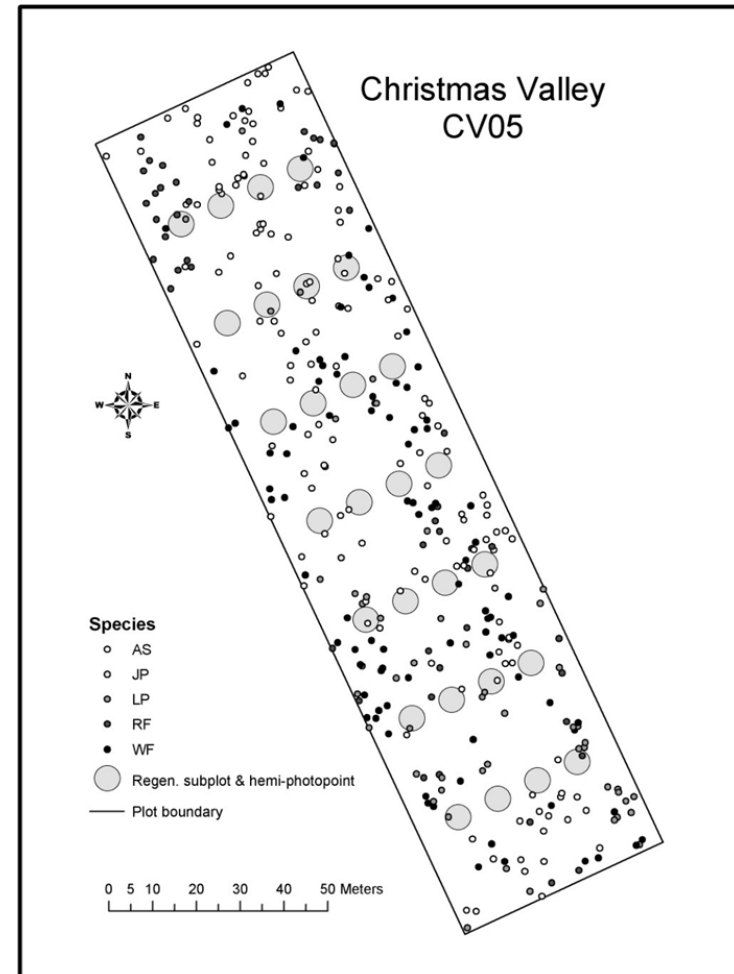 Christmas Valley
CV05
N
W E
S
Species
AS
JP
LP
RF
WF
Regen. subplot & hemi-photopoint
Plot boundary
0 5 10 20 30 40 50 Meters